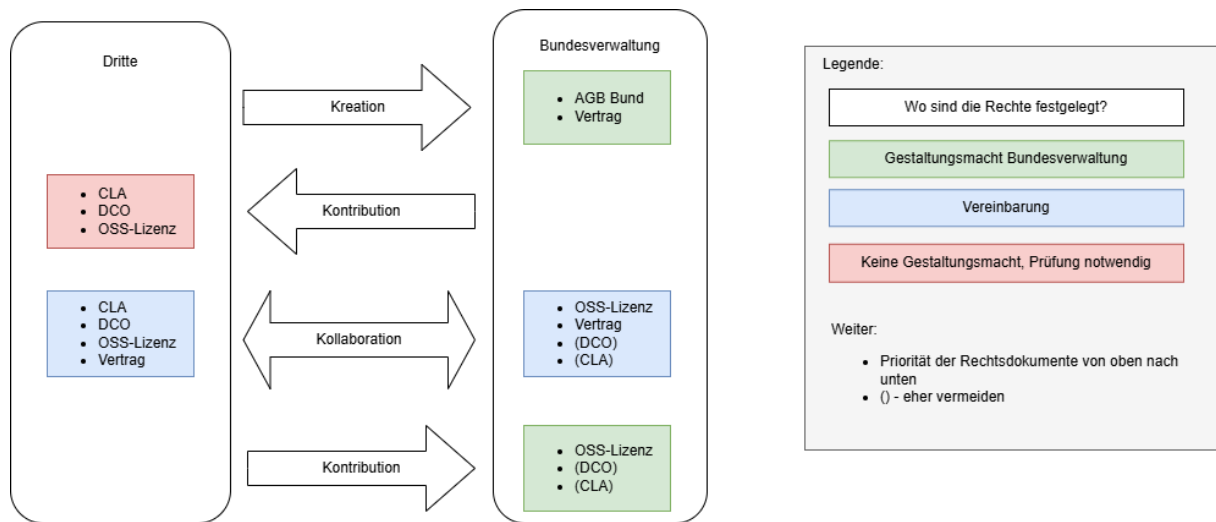 Dritte
Bundesverwaltung
Kreation
• AGB Bund
• Vertrag
• CLA
• DCO
• OSS-Lizenz
Kontribution
• CLA
• DCO
• OSS-Lizenz
• Vertrag
Kollaboration
• OSS-Lizenz
• Vertrag
• (DCO)
• (CLA)
Kontribution
• OSS-Lizenz
• (DCO)
• (CLA)
Legende:
Wo sind die Rechte festgelegt?
Gestaltungsmacht Bundesverwaltung
Vereinbarung
Keine Gestaltungsmacht, Prüfung notwendig
Weiter:
• Priorität der Rechtsdokumente von oben nach
unten
• () - eher vermeiden